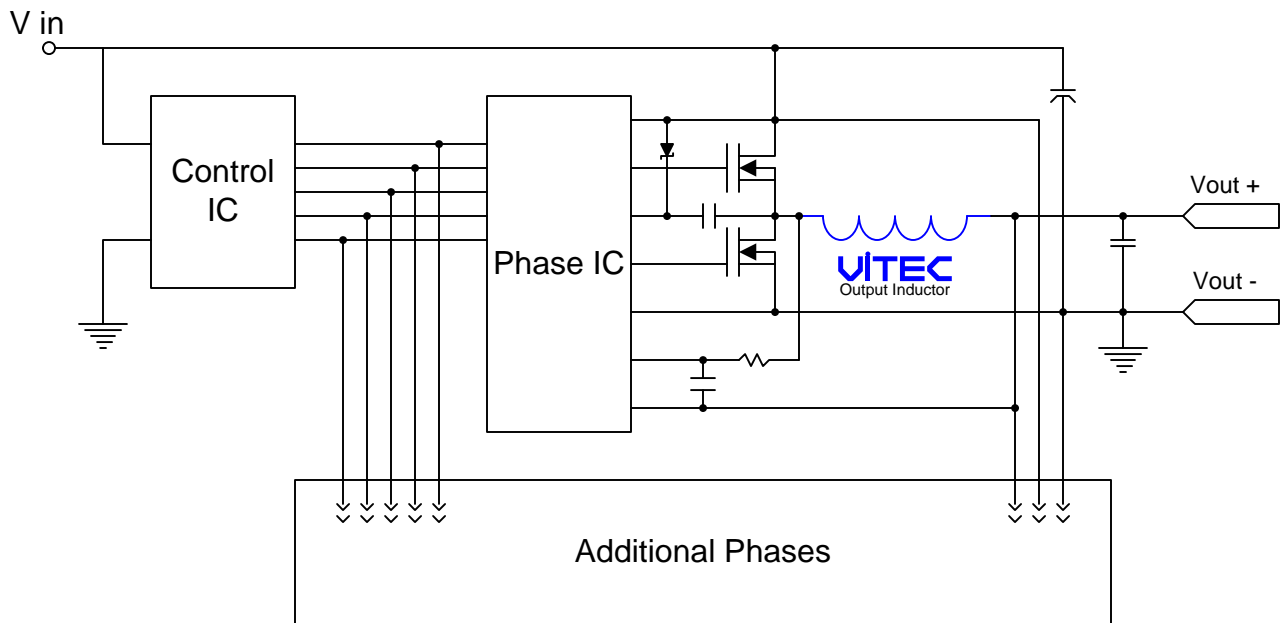 V in
Control
IC
Phase IC
Vout +
VITEC
Output Inductor
Vout -
Additional Phases